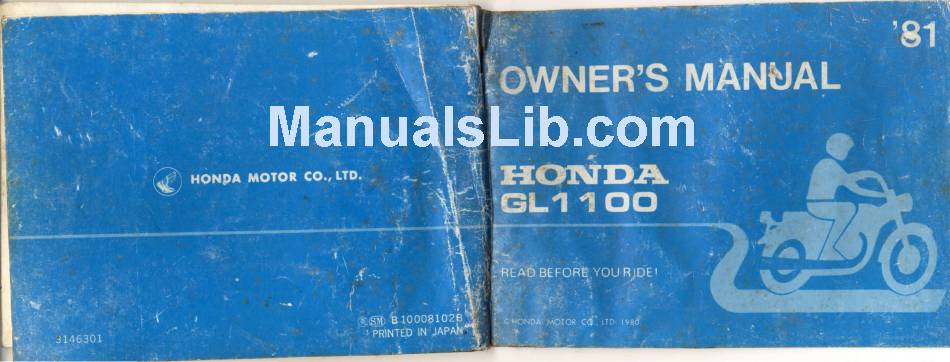 '81
OWNER'S MANUAL
ManualsLib.com
HONDA
GL1100
READ BEFORE YOU RIDE!
© HONDA MOTOR CO., LTD. 1980
HONDA MOTOR CO., LTD.
3146301
SM B10008102B
PRINTED IN JAPAN